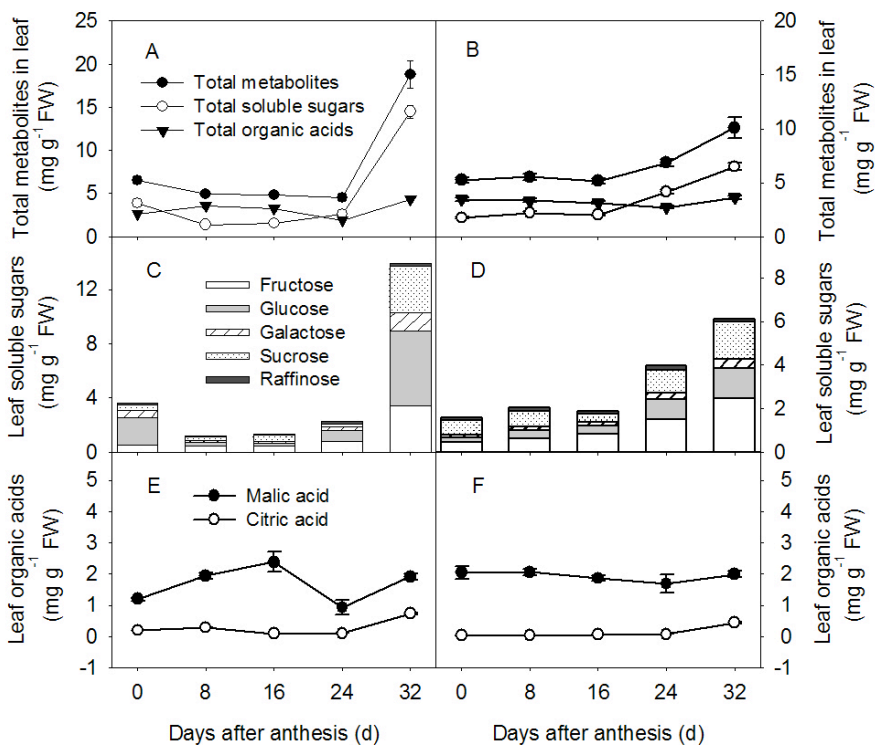 A
Total metabolites
Total soluble sugars
Total organic acids
Total metabolites in leaf
(mg g-1 FW)
25
20
15
10
5
0
B
20
15
10
5
0
Total metabolites in leaf
(mg g-1 FW)
C
Fructose
Glucose
Galactose
Sucrose
Raffinose
Leaf soluble sugars
(mg g-1 FW)
12
8
4
0
D
8
6
4
2
0
Leaf soluble sugars
(mg g-1 FW)
E
Malic acid
Citric acid
Leaf organic acids
(mg g-1 FW)
5
4
3
2
1
0
-1
F
5
4
3
2
1
0
-1
Leaf organic acids
(mg g-1 FW)
0 8 16 24 32
0 8 16 24 32
Days after anthesis (d)
Days after anthesis (d)